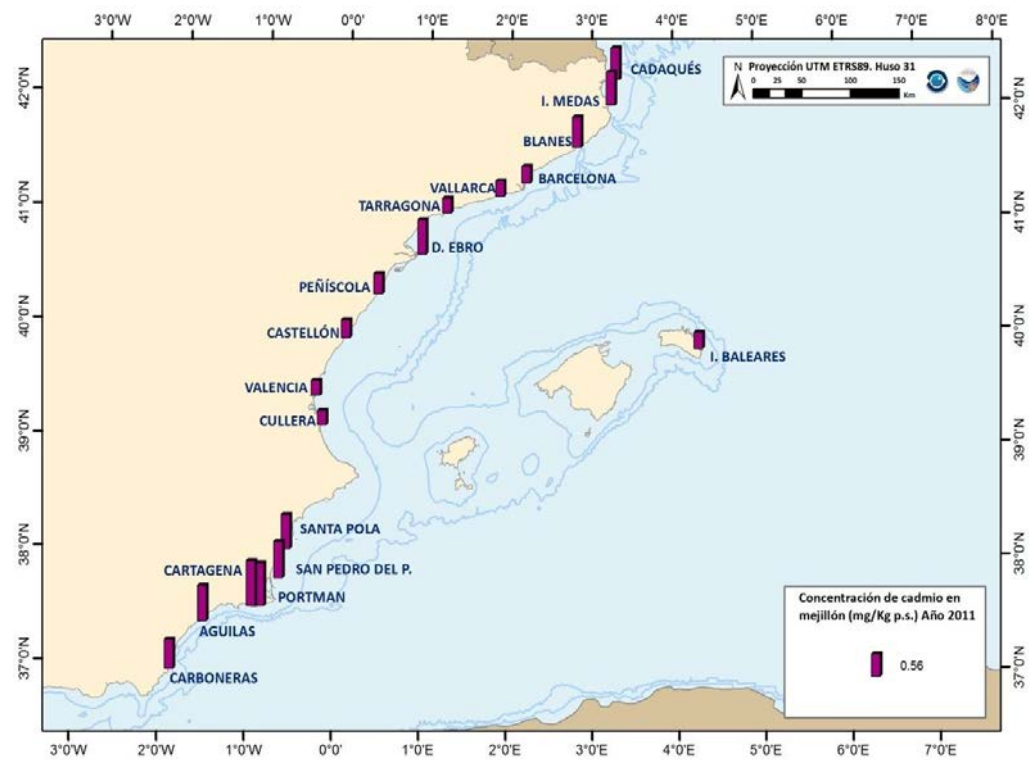 3°0'W 2°0'W 1°0'W 0°0' 1°0'E 2°0'E 3°0'E 4°0'E 5°0'E 6°0'E 7°0'E 8°0'E
N Proyección UTM ETRS89. Huso 31
0 25 50 100 150
Km
CADAQUÉS
42°0'N
42°0'N
I. MEDAS
BLANES
BARCELONA
VALLARCA
TARRAGONA
41°0'N
41°0'N
D. EBRO
PEÑÍSCOLA
40°0'N
40°0'N
CASTELLÓN
I. BALEARES
VALENCIA
CULLERA
39°0'N
39°0'N
SANTA POLA
38°0'N
38°0'N
CARTAGENA
SAN PEDRO DEL P.
PORTMAN
AGUILAS
37°0'N
37°0'N
CARBONERAS
Concentración de cadmio en
mejillón (mg/Kg p.s.) Año 2011
0.56
3°0'W 2°0'W 1°0'W 0°0' 1°0'E 2°0'E 3°0'E 4°0'E 5°0'E 6°0'E 7°0'E